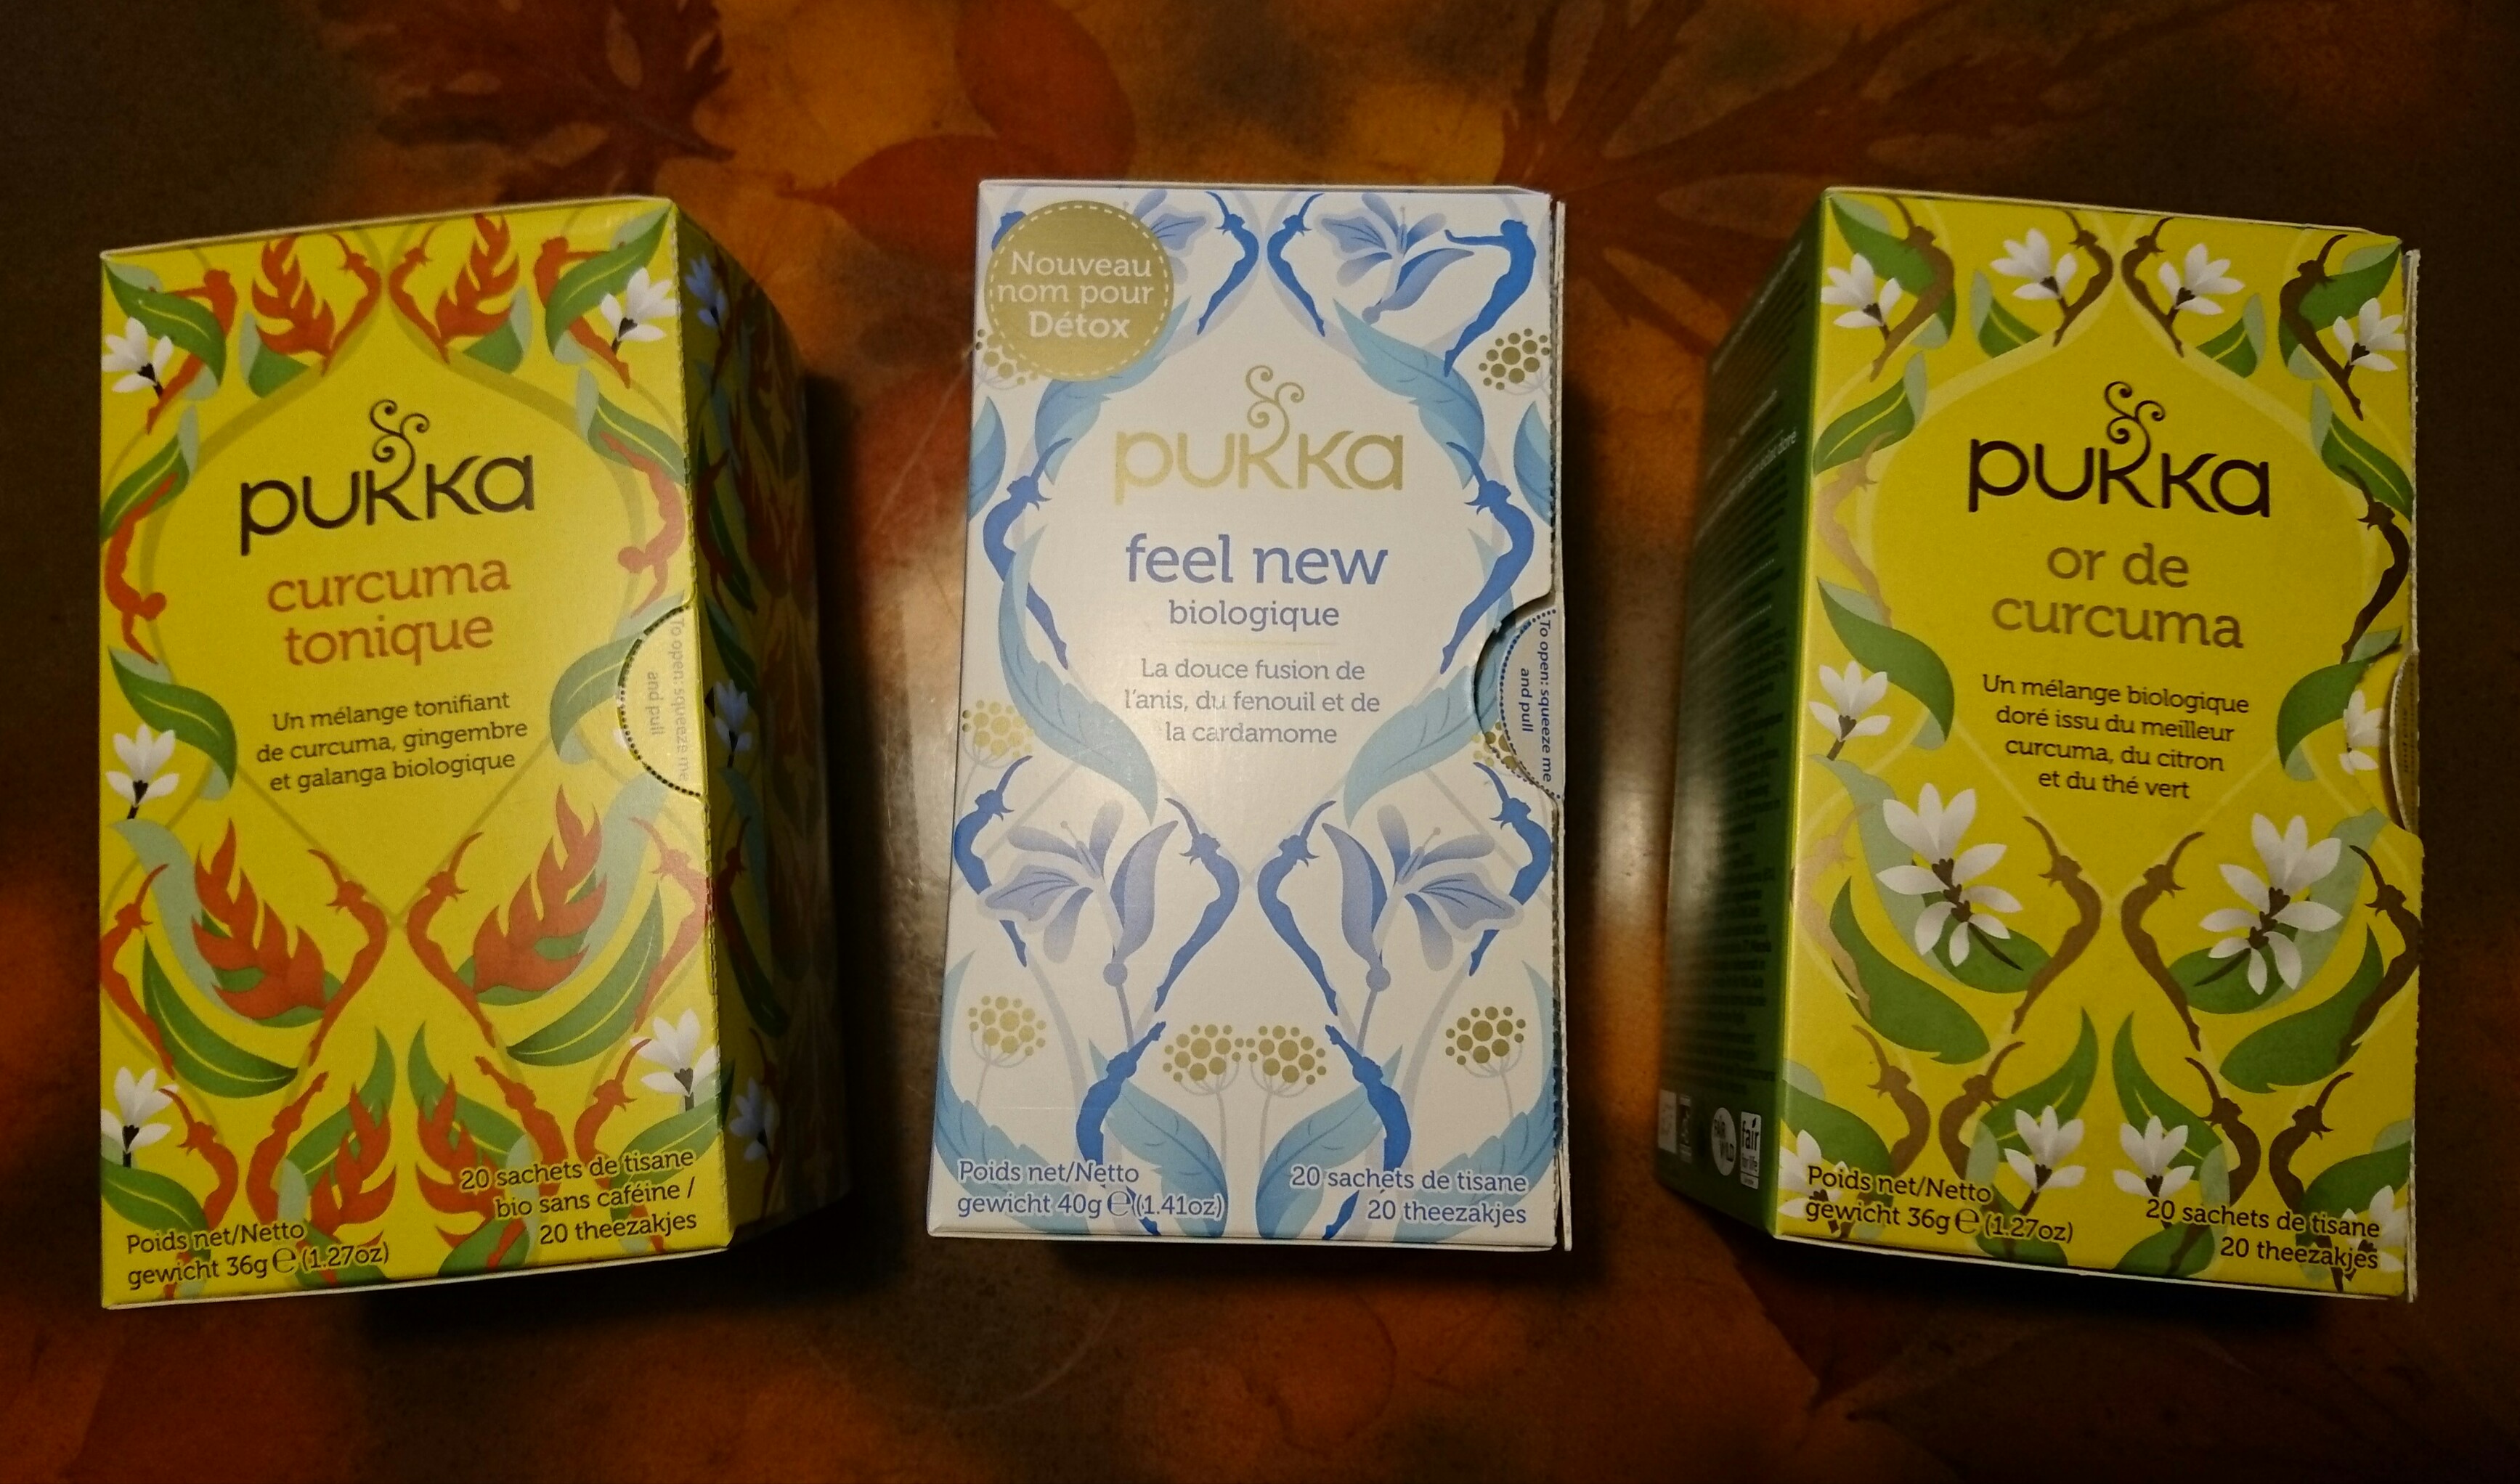 pukka
curcuma
tonique
Un mélange tonifiant
de curcuma, gingembre
et galanga biologique
To open: squeeze me
and pull
20 sachets de tisane
bio sans caféine /
20 theezakjes
Poids net/Netto
gewicht 36g ℮ (1.27oz)
Nouveau
nom pour
Détox
pukka
feel new
biologique
La douce fusion de
l'anis, du fenouil et de
la cardamome
To open: squeeze me
and pull
Poids net/Netto
gewicht 40g ℮ (1.41oz)
20 sachets de tisane
20 theezakjes
pukka
or de
curcuma
Un mélange biologique
doré issu du meilleur
curcuma, du citron
et du thé vert
FAIR
WILD
fair
for life
Poids net/Netto
gewicht 36g ℮ (1.27oz)
20 sachets de tisane
20 theezakjes